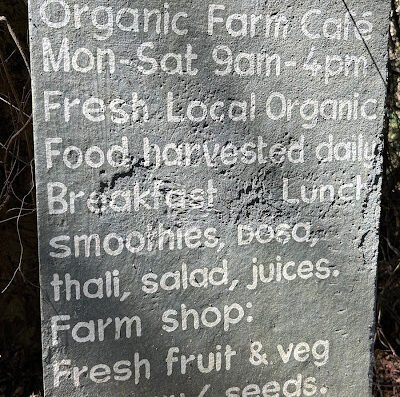 Organic Farm Café
Mon-Sat 9am-4pm
Fresh Local Organic
Food harvested daily
Breakfast Lunch
smoothies, Dosa,
thali, salad, juices.
Farm shop:
Fresh fruit & veg
seeds.